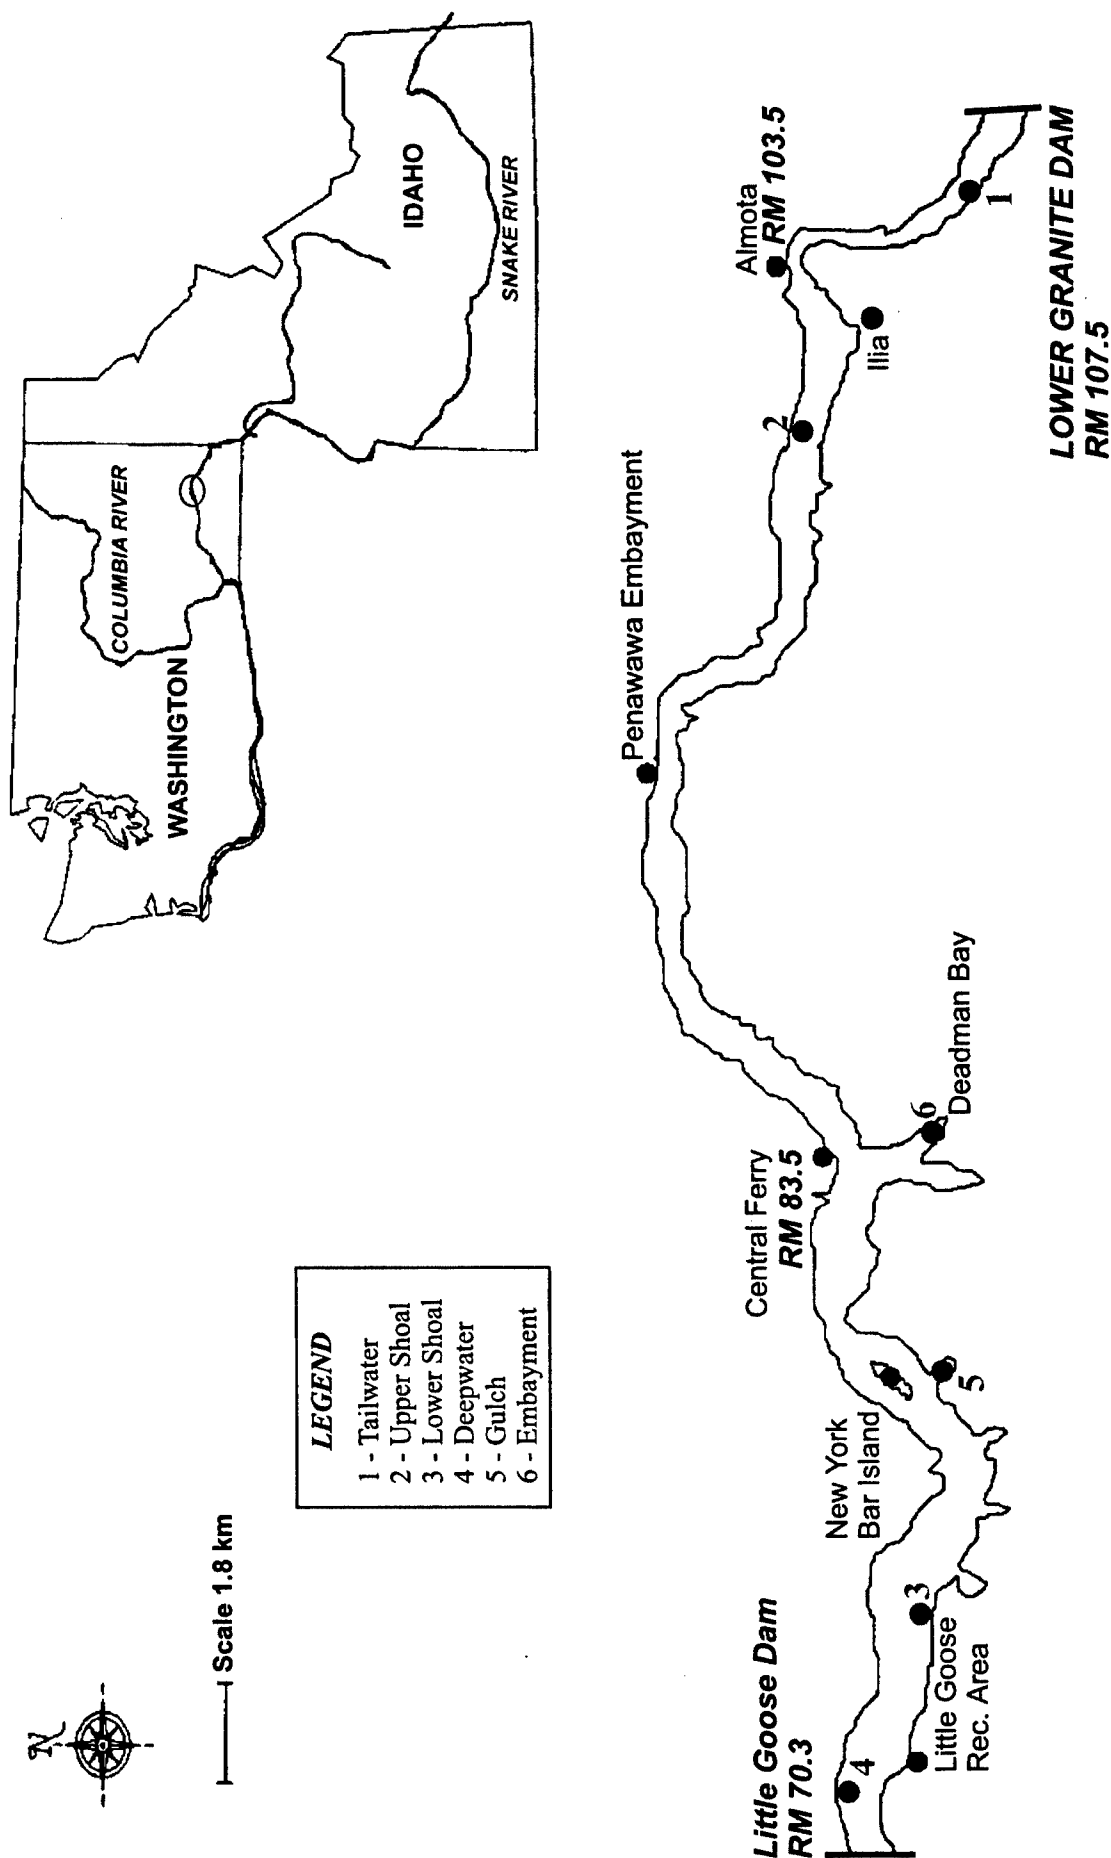 N
Scale 1.8 km
WASHINGTON
COLUMBIA RIVER
IDAHO
SNAKE RIVER
LEGEND
1 - Tailwater
2 - Upper Shoal
3 - Lower Shoal
4 - Deepwater
5 - Gulch
6 - Embayment
Little Goose Dam
RM 70.3
4
Little Goose
Rec. Area
3
New York
Bar Island
5
Central Ferry
RM 83.5
6
Deadman Bay
Penawawa Embayment
2
Almota
RM 103.5
Ilia
1
LOWER GRANITE DAM
RM 107.5